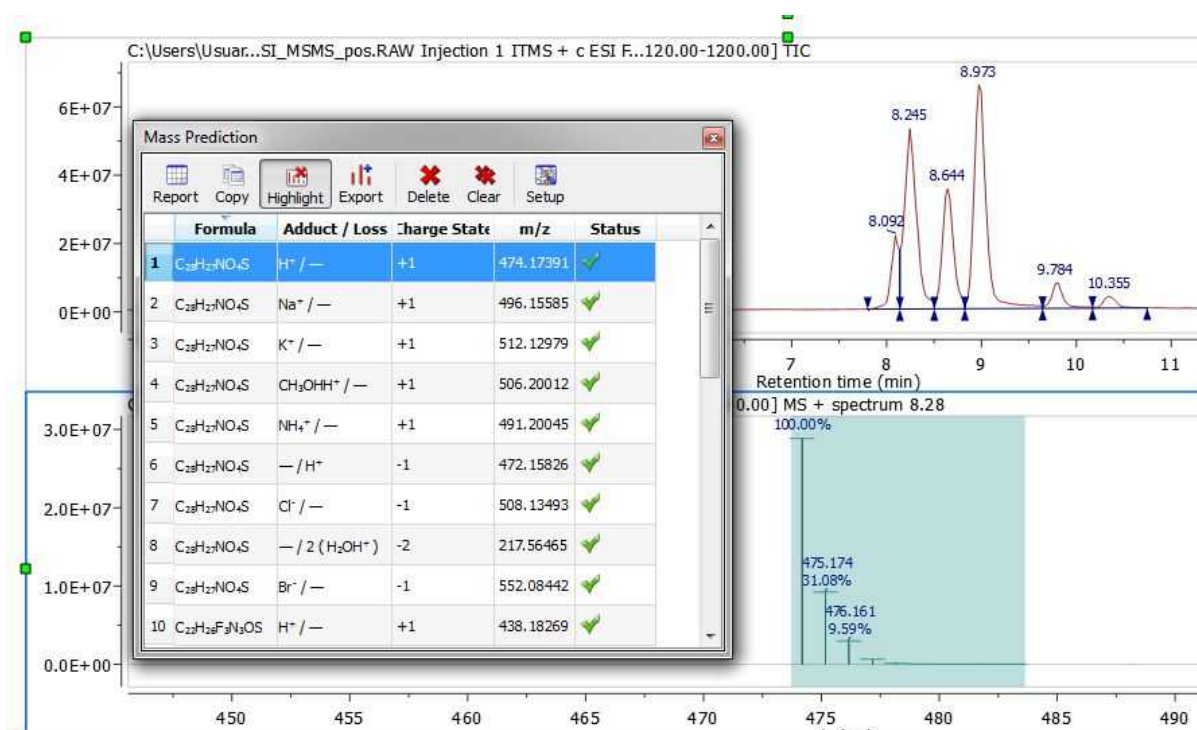 C:\Users\Usuar...SI_MSMS_pos.RAW Injection 1 ITMS + c ESI F...120.00-1200.00] TIC
6E+07
4E+07
2E+07
0E+00
8.092
8.245
8.644
8.973
9.784
10.355
7 8 9 10 11
Retention time (min)
Mass Prediction
Report Copy Highlight Export Delete Clear Setup
Formula Adduct / Loss Charge State m/z Status
1 C₂₈H₂₇NO₄S H⁺ / — +1 474.17391
2 C₂₈H₂₇NO₄S Na⁺ / — +1 496.15585
3 C₂₈H₂₇NO₄S K⁺ / — +1 512.12979
4 C₂₈H₂₇NO₄S CH₃OHH⁺ / — +1 506.20012
5 C₂₈H₂₇NO₄S NH₄⁺ / — +1 491.20045
6 C₂₈H₂₇NO₄S — / H⁺ -1 472.15826
7 C₂₈H₂₇NO₄S Cl⁻ / — -1 508.13493
8 C₂₈H₂₇NO₄S — / 2 ( H₂OH⁺ ) -2 217.56465
9 C₂₈H₂₇NO₄S Br⁻ / — -1 552.08442
10 C₂₂H₂₆F₃N₃OS H⁺ / — +1 438.18269
0.00] MS + spectrum 8.28
3.0E+07
2.0E+07
1.0E+07
0.0E+00
100.00%
475.174
31.08%
476.161
9.59%
450 455 460 465 470 475 480 485 490